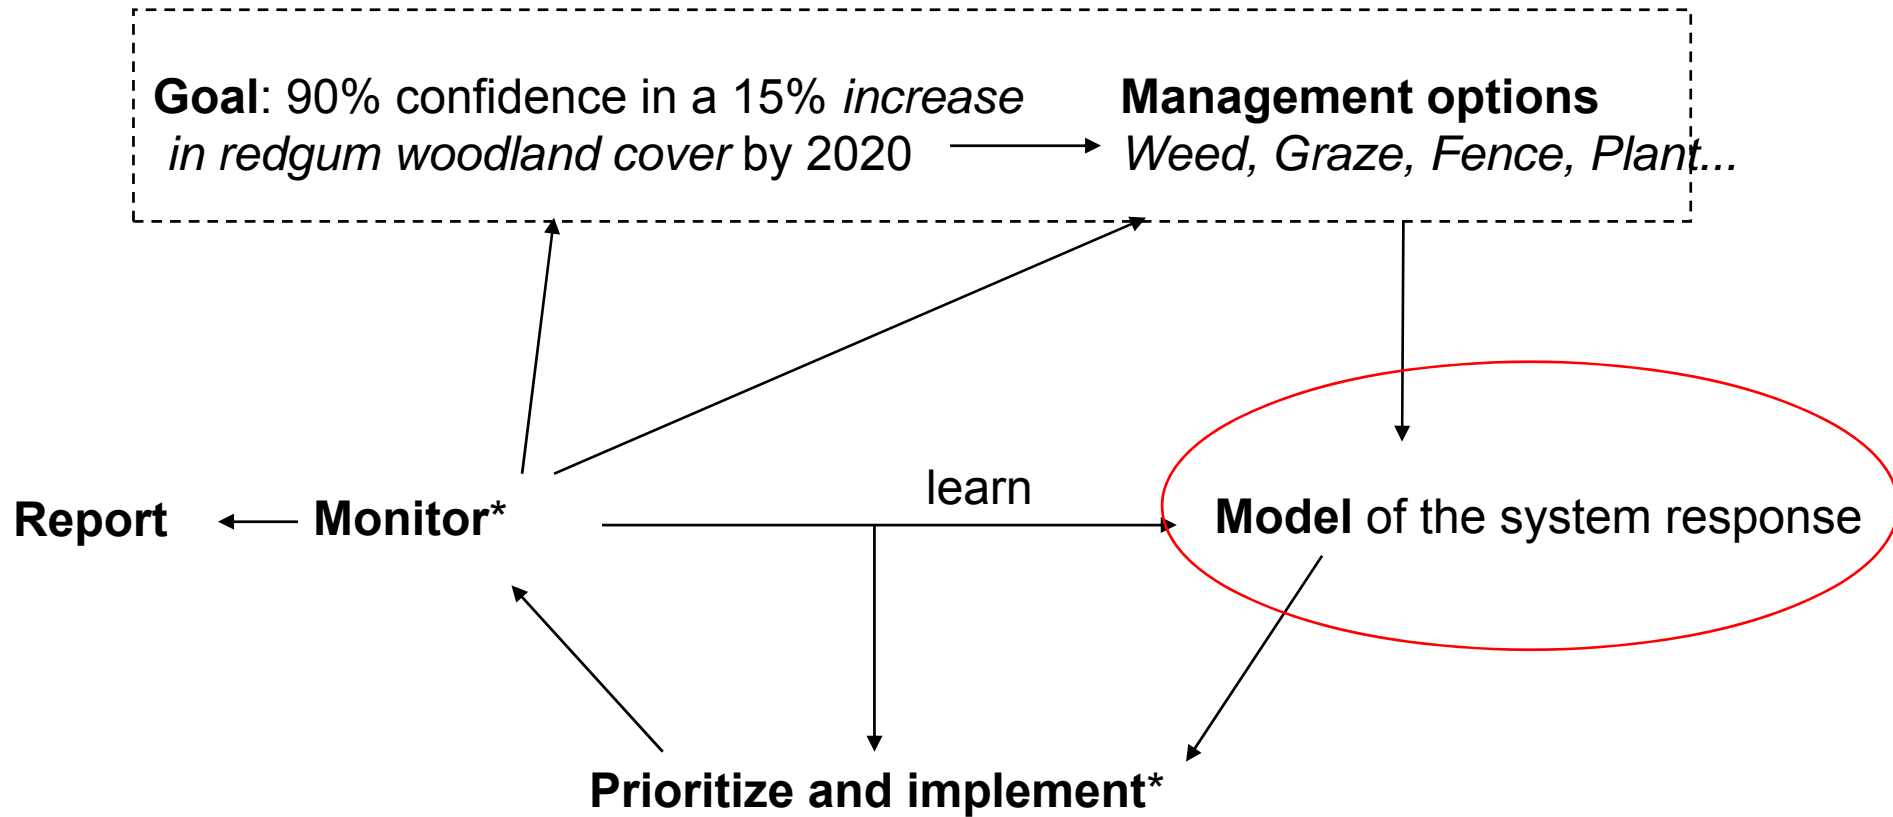 Goal: 90% confidence in a 15% increase
in redgum woodland cover by 2020
Management options
Weed, Graze, Fence, Plant...
learn
Report
Monitor*
Model of the system response
Prioritize and implement*